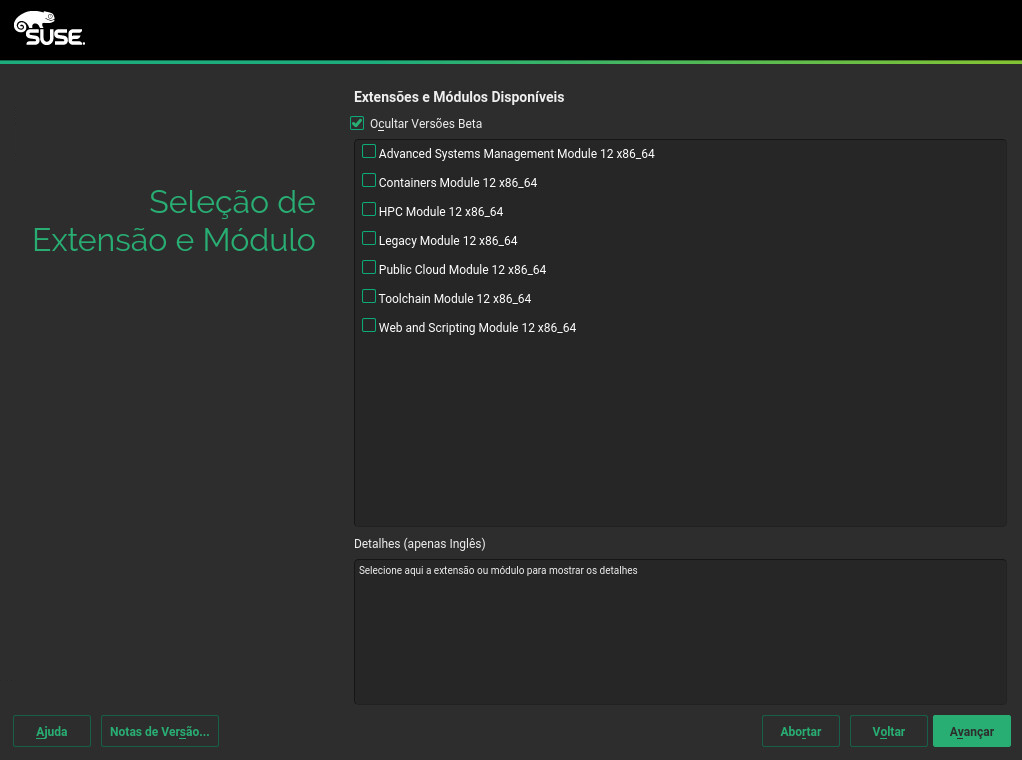 SUSE.
Extensões e Módulos Disponíveis
Ocultar Versões Beta
Advanced Systems Management Module 12 x86_64
Containers Module 12 x86_64
HPC Module 12 x86_64
Legacy Module 12 x86_64
Public Cloud Module 12 x86_64
Toolchain Module 12 x86_64
Web and Scripting Module 12 x86_64
Seleção de
Extensão e Módulo
Detalhes (apenas Inglês)
Selecione aqui a extensão ou módulo para mostrar os detalhes
Ajuda
Notas de Versão...
Abortar
Voltar
Avançar